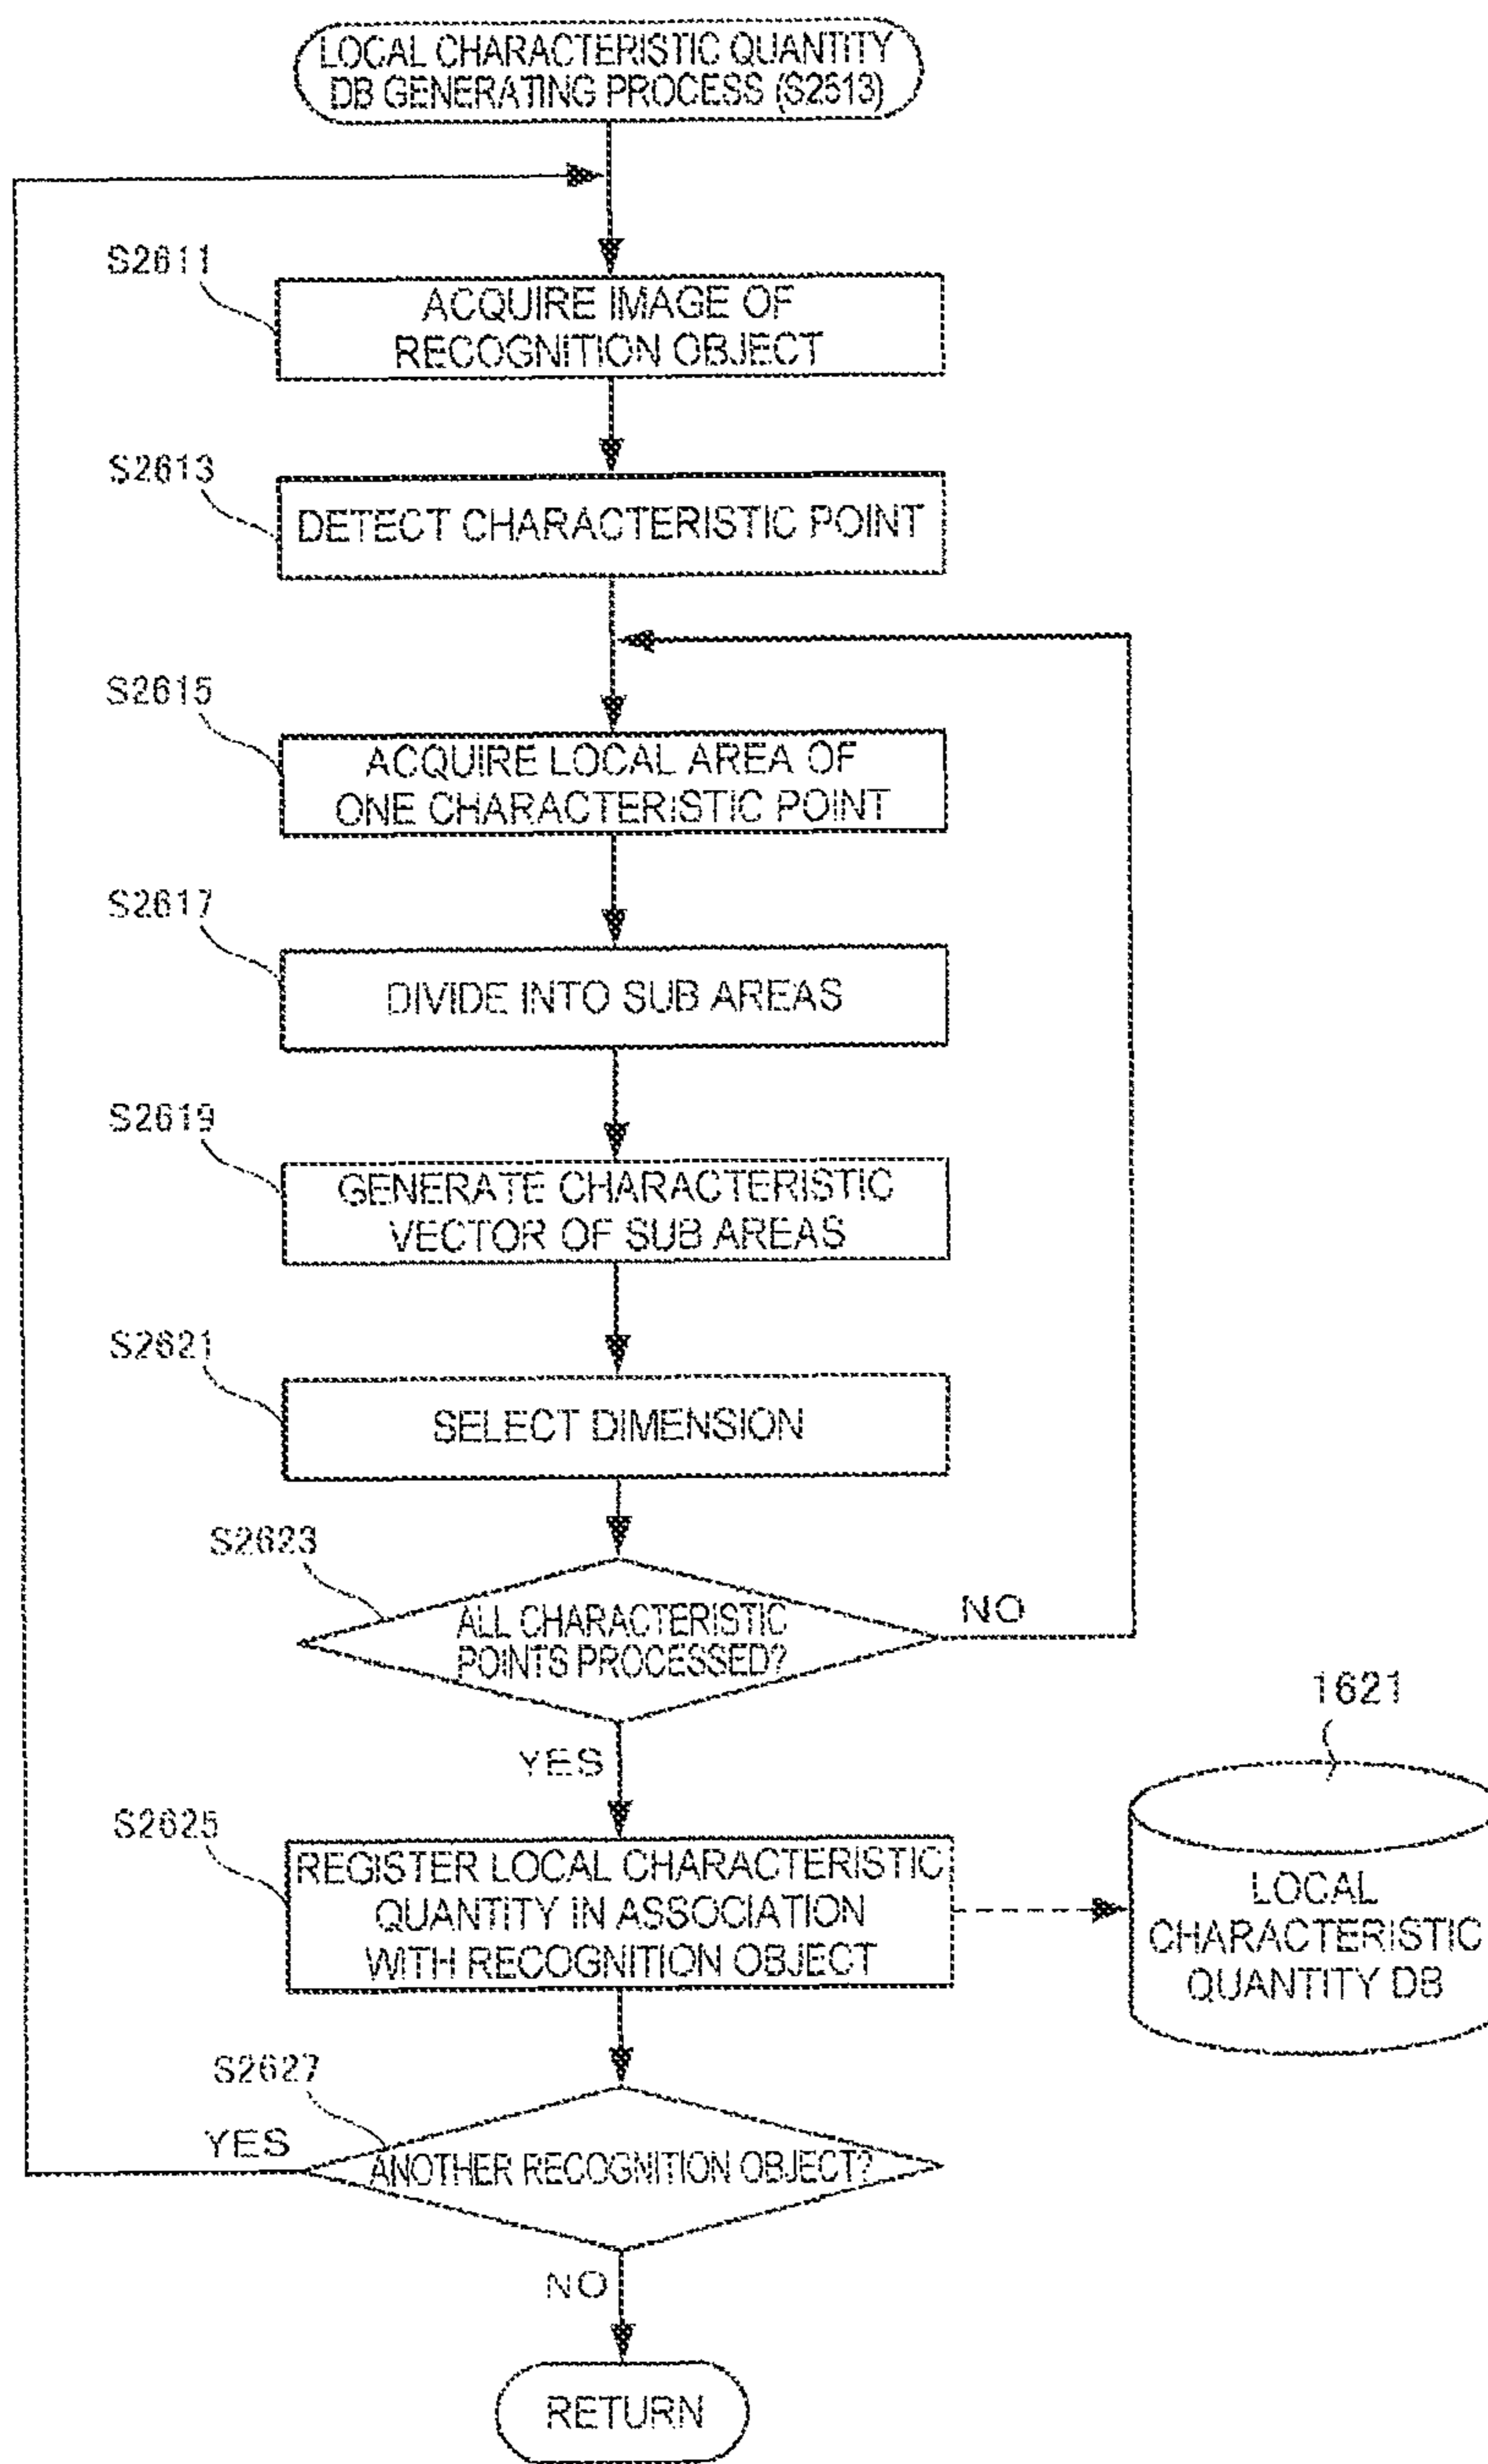 LOCAL CHARACTERISTIC QUANTITY
DB GENERATING PROCESS (S2513)
S2611
ACQUIRE IMAGE OF
RECOGNITION OBJECT
S2613
DETECT CHARACTERISTIC POINT
S2615
ACQUIRE LOCAL AREA OF
ONE CHARACTERISTIC POINT
S2617
DIVIDE INTO SUB AREAS
S2619
GENERATE CHARACTERISTIC
VECTOR OF SUB AREAS
S2621
SELECT DIMENSION
S2623
ALL CHARACTERISTIC
POINTS PROCESSED?
NO
YES
S2625
REGISTER LOCAL CHARACTERISTIC
QUANTITY IN ASSOCIATION
WITH RECOGNITION OBJECT
1621
LOCAL
CHARACTERISTIC
QUANTITY DB
S2627
YES
ANOTHER RECOGNITION OBJECT?
NO
RETURN